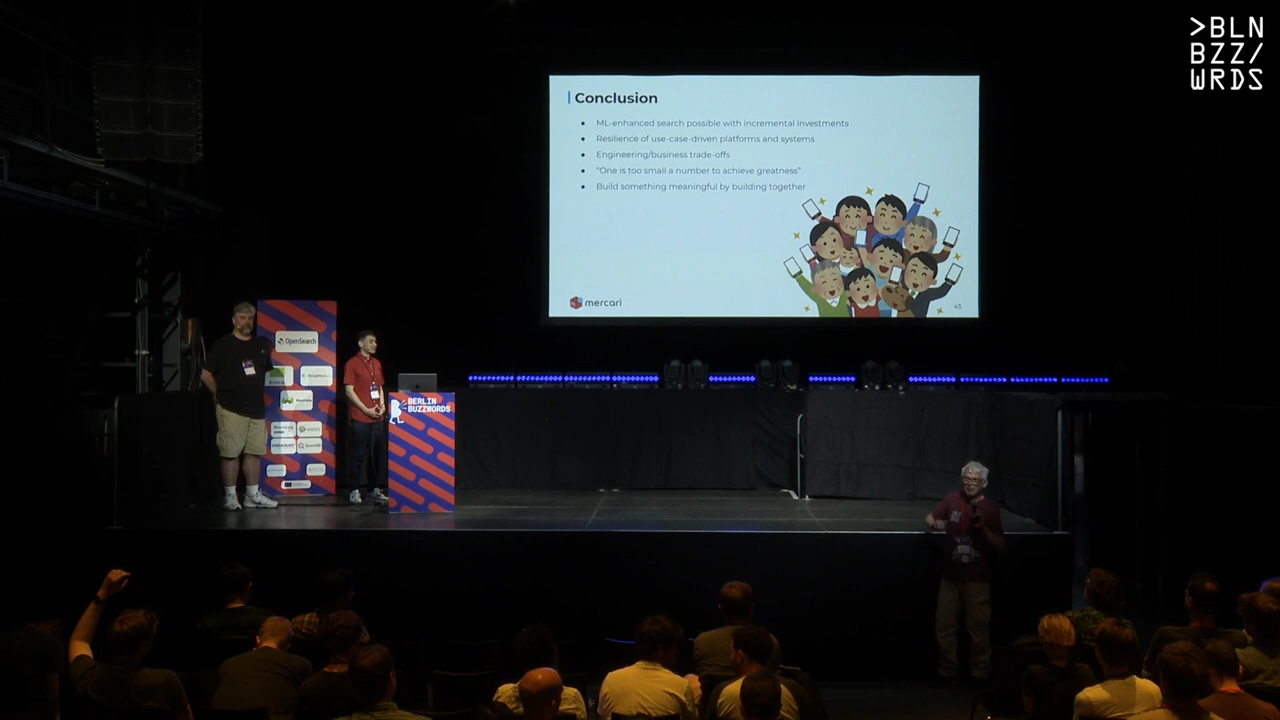 >BLN
BZZ/
WRDS
Conclusion
● ML-enhanced search possible with incremental investments
● Resilience of use-case-driven platforms and systems
● Engineering/business trade-offs
● "One is too small a number to achieve greatness"
● Build something meaningful by building together
mercari
43
OpenSearch
BERLIN
BUZZWORDS